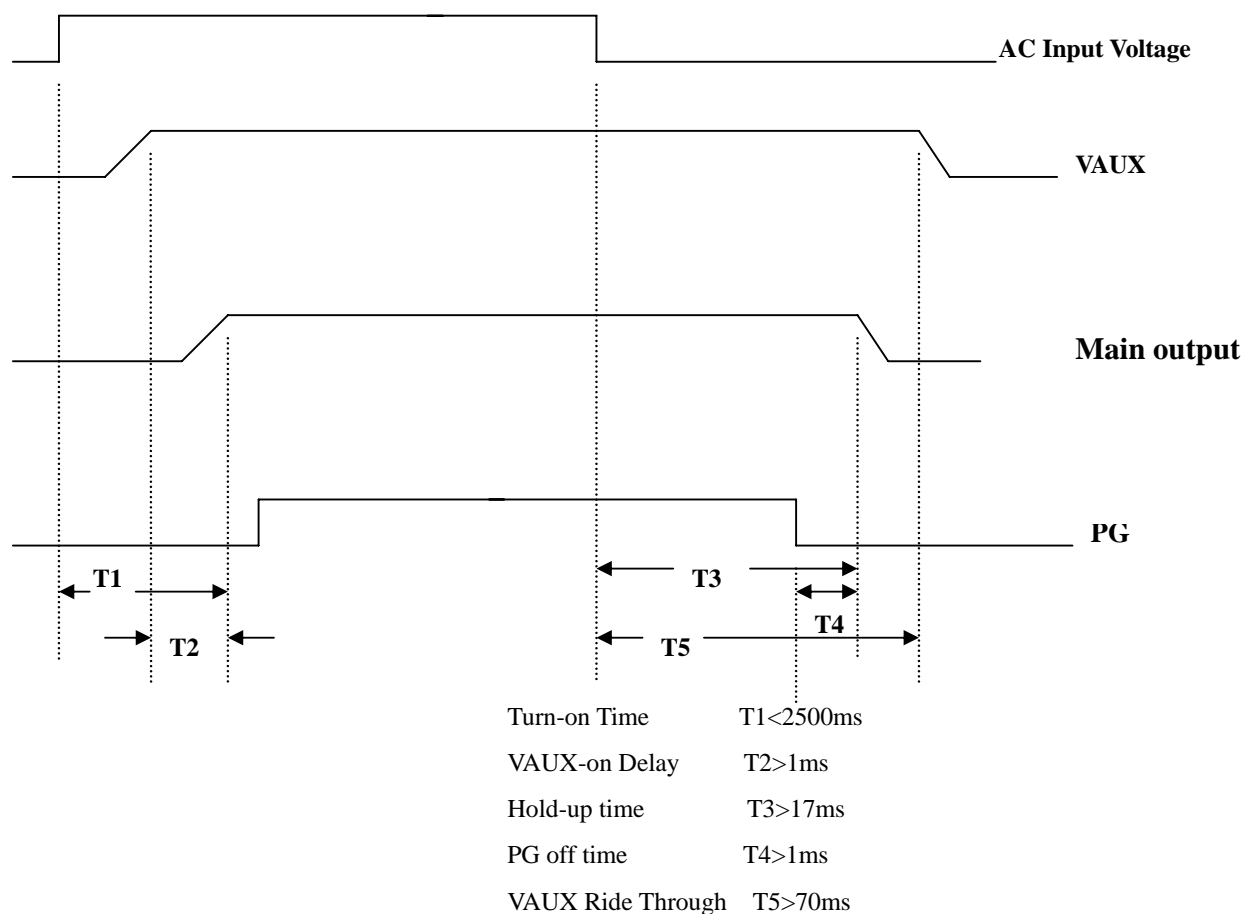 AC Input Voltage
VAUX
Main output
PG
T1
T3
T2
T4
T5
Turn-on Time T1<2500ms
VAUX-on Delay T2>1ms
Hold-up time T3>17ms
PG off time T4>1ms
VAUX Ride Through T5>70ms